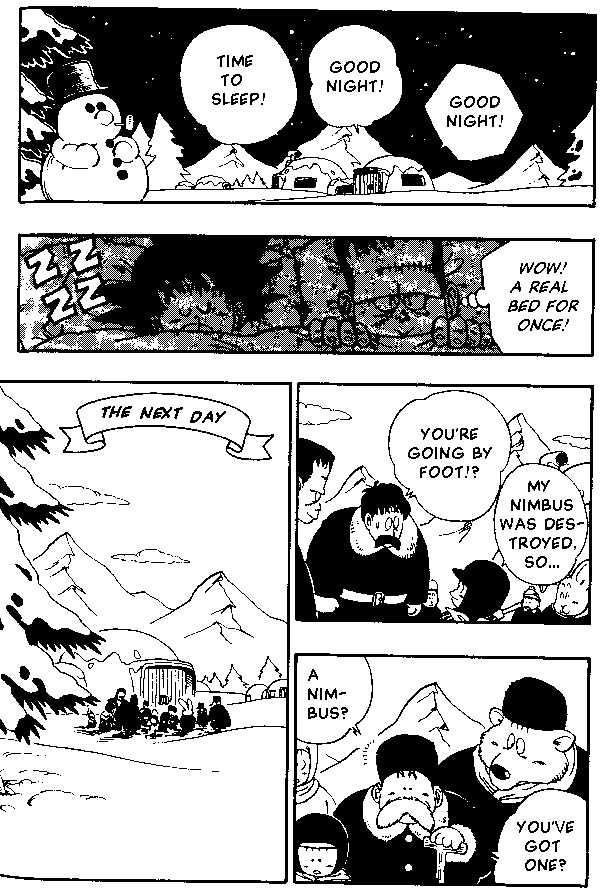 TIME
TO
SLEEP!
GOOD
NIGHT!
GOOD
NIGHT!
Z Z
Z Z
WOW!
A REAL
BED FOR
ONCE!
THE NEXT DAY
YOU'RE
GOING BY
FOOT!?
MY
NIMBUS
WAS DES-
TROYED,
SO...
A
NIM-
BUS?
YOU'VE
GOT
ONE?